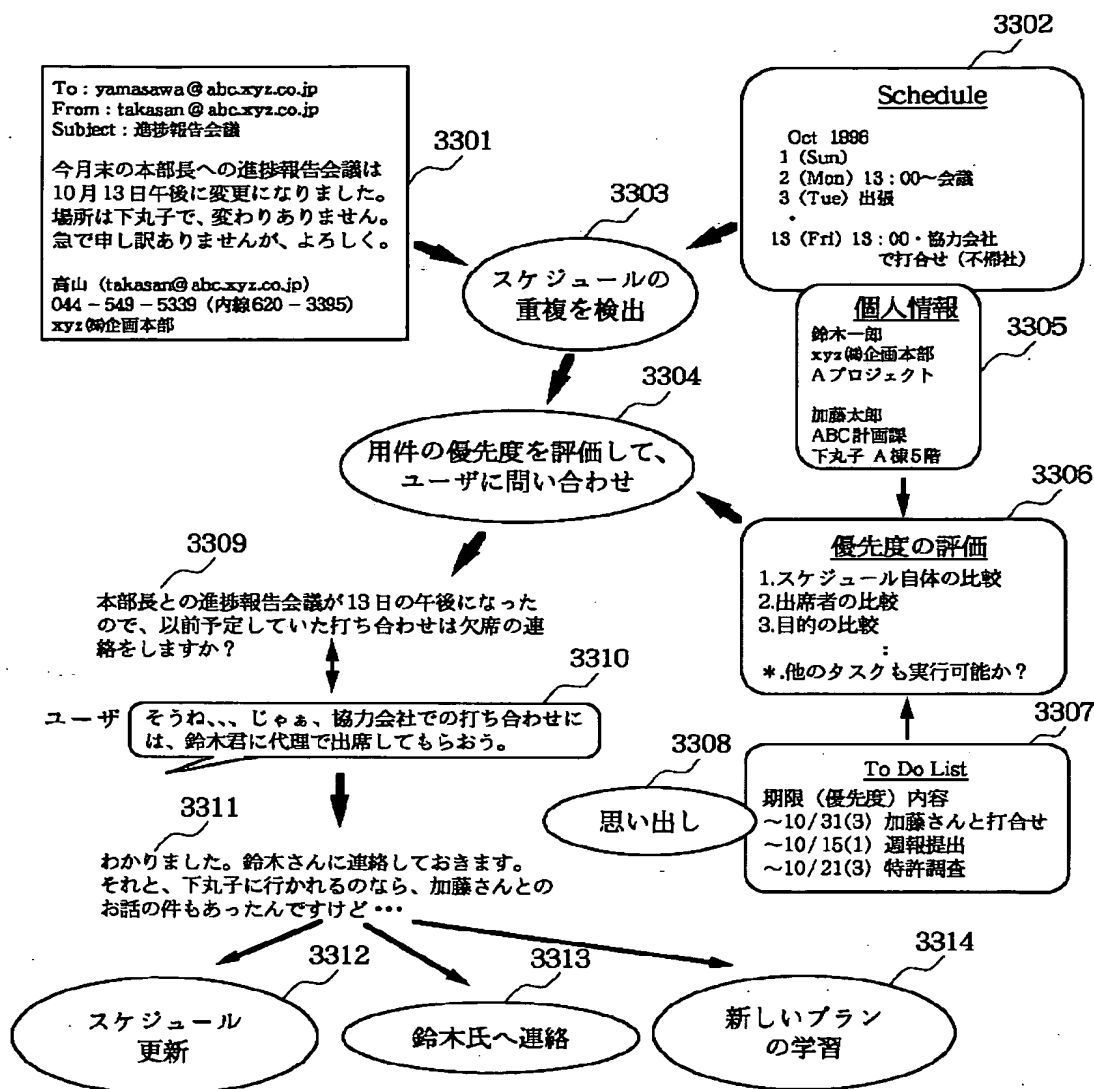 3302
To : yamasawa@abc.xyz.co.jp
From : takasan@abc.xyz.co.jp
Subject : 進捗報告会議
今月末の本部長への進捗報告会議は
10月13日午後に変更になりました。
場所は下丸子で、変わりありません。
急で申し訳ありませんが、よろしく。
高山 (takasan@abc.xyz.co.jp)
044-549-5339 (内線620-3395)
xyz㈱企画本部
3301
Schedule
Oct 1996
1 (Sun)
2 (Mon) 13:00~会議
3 (Tue) 出張
・
13 (Fri) 13:00・協力会社
で打合せ (不帰社)
3303
スケジュールの
重複を検出
個人情報
鈴木一郎
xyz㈱企画本部
Aプロジェクト
加藤太郎
ABC計画課
下丸子 A棟5階
3305
3304
用件の優先度を評価して、
ユーザに問い合わせ
3306
優先度の評価
1.スケジュール自体の比較
2.出席者の比較
3.目的の比較
:
*.他のタスクも実行可能か?
3309
本部長との進捗報告会議が13日の午後になった
ので、以前予定していた打ち合わせは欠席の連
絡をしますか?
3310
ユーザ
そうね、、、じゃぁ、協力会社での打ち合わせに
は、鈴木君に代理で出席してもらおう。
3307
To Do List
期限 (優先度) 内容
~10/31(3) 加藤さんと打合せ
~10/15(1) 週報提出
~10/21(3) 特許調査
3308
思い出し
3311
わかりました。鈴木さんに連絡しておきます。
それと、下丸子に行かれるのなら、加藤さんとの
お話の件もあったんですけど・・・
3312
スケジュール
更新
3313
鈴木氏へ連絡
3314
新しいプラン
の学習